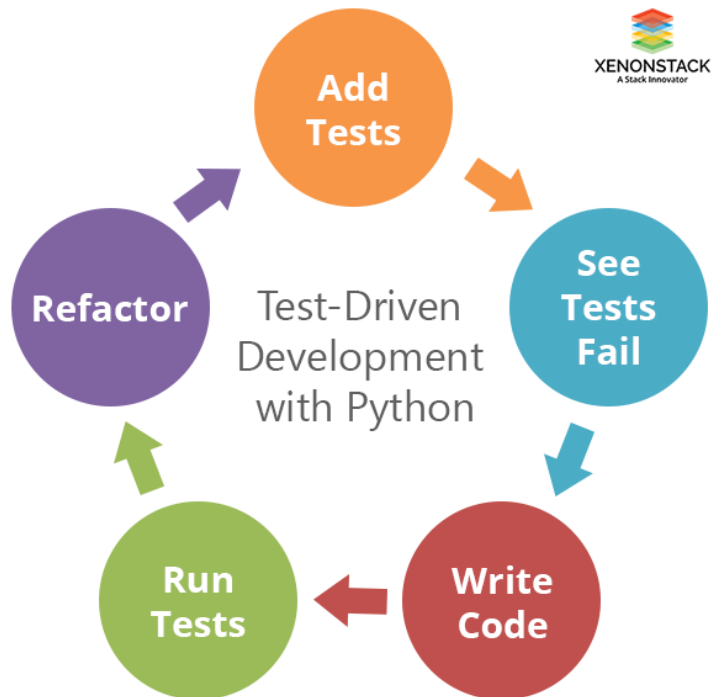 XENONSTACK
A Stack Innovator
Add
Tests
See
Tests
Fail
Write
Code
Run
Tests
Refactor
Test-Driven
Development
with Python